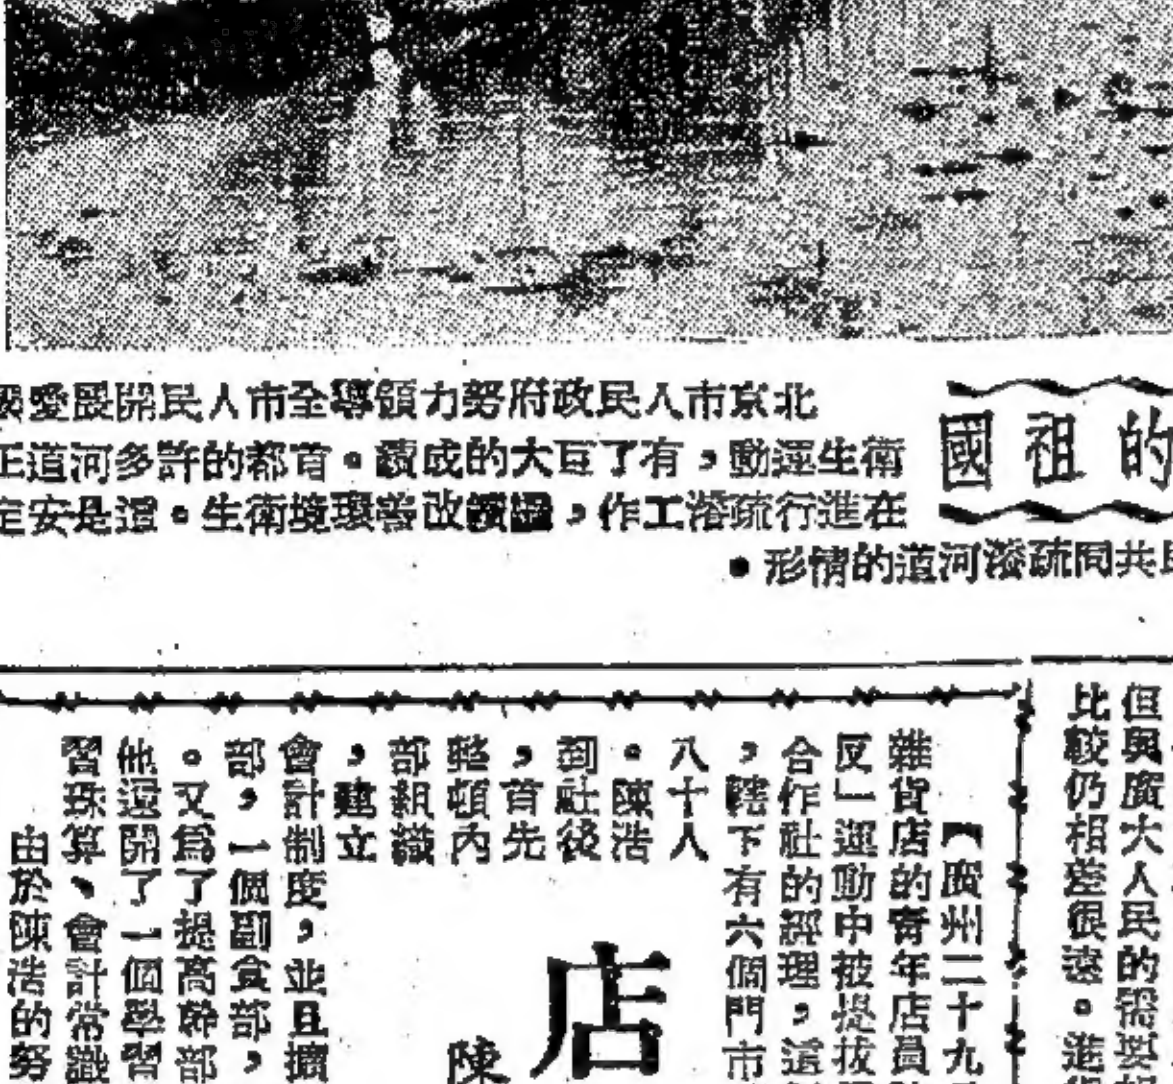 的祖國
北京市人民政府努力領導全市人民開展愛國
衛生運動，有了巨大的成績。首都的許多河道正
在進行疏濬工作，繼續改善環境衛生。這是安定
共同疏濬河道的情形。
但與廣大人民的需要
比較仍相差很遠。進
【廣州二十九
雜貨店的青年店員
反」運動中被提拔
合作社的經理，這
，轄下有六個門市
八十人
。陳浩
到社後
，首先
整頓內
部組織
，建立
店
陳
會計制度，並且擴
部，一個副食部，
。又爲了提高幹部
他還開了一個學習
習珠算、會計常識
由於陳浩的努